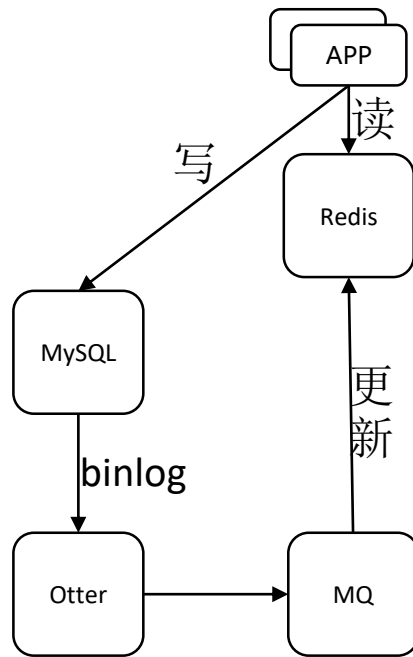 APP
读
写
Redis
MySQL
更
新
binlog
Otter
MQ